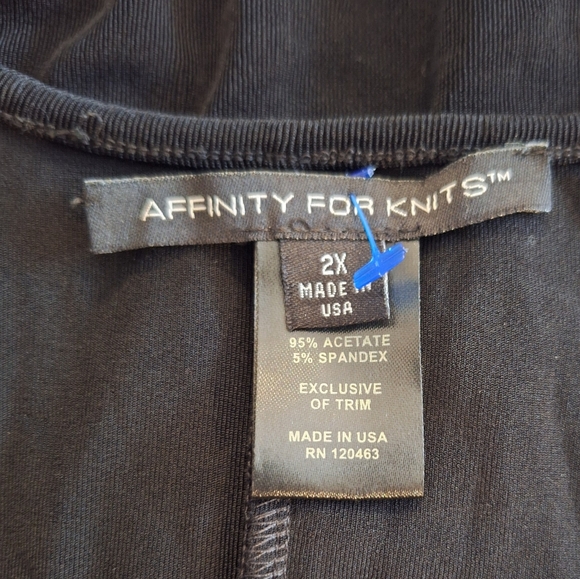 AFFINITY FOR KNITS™
2X
MADE IN
USA
95% ACETATE
5% SPANDEX
EXCLUSIVE
OF TRIM
MADE IN USA
RN 120463